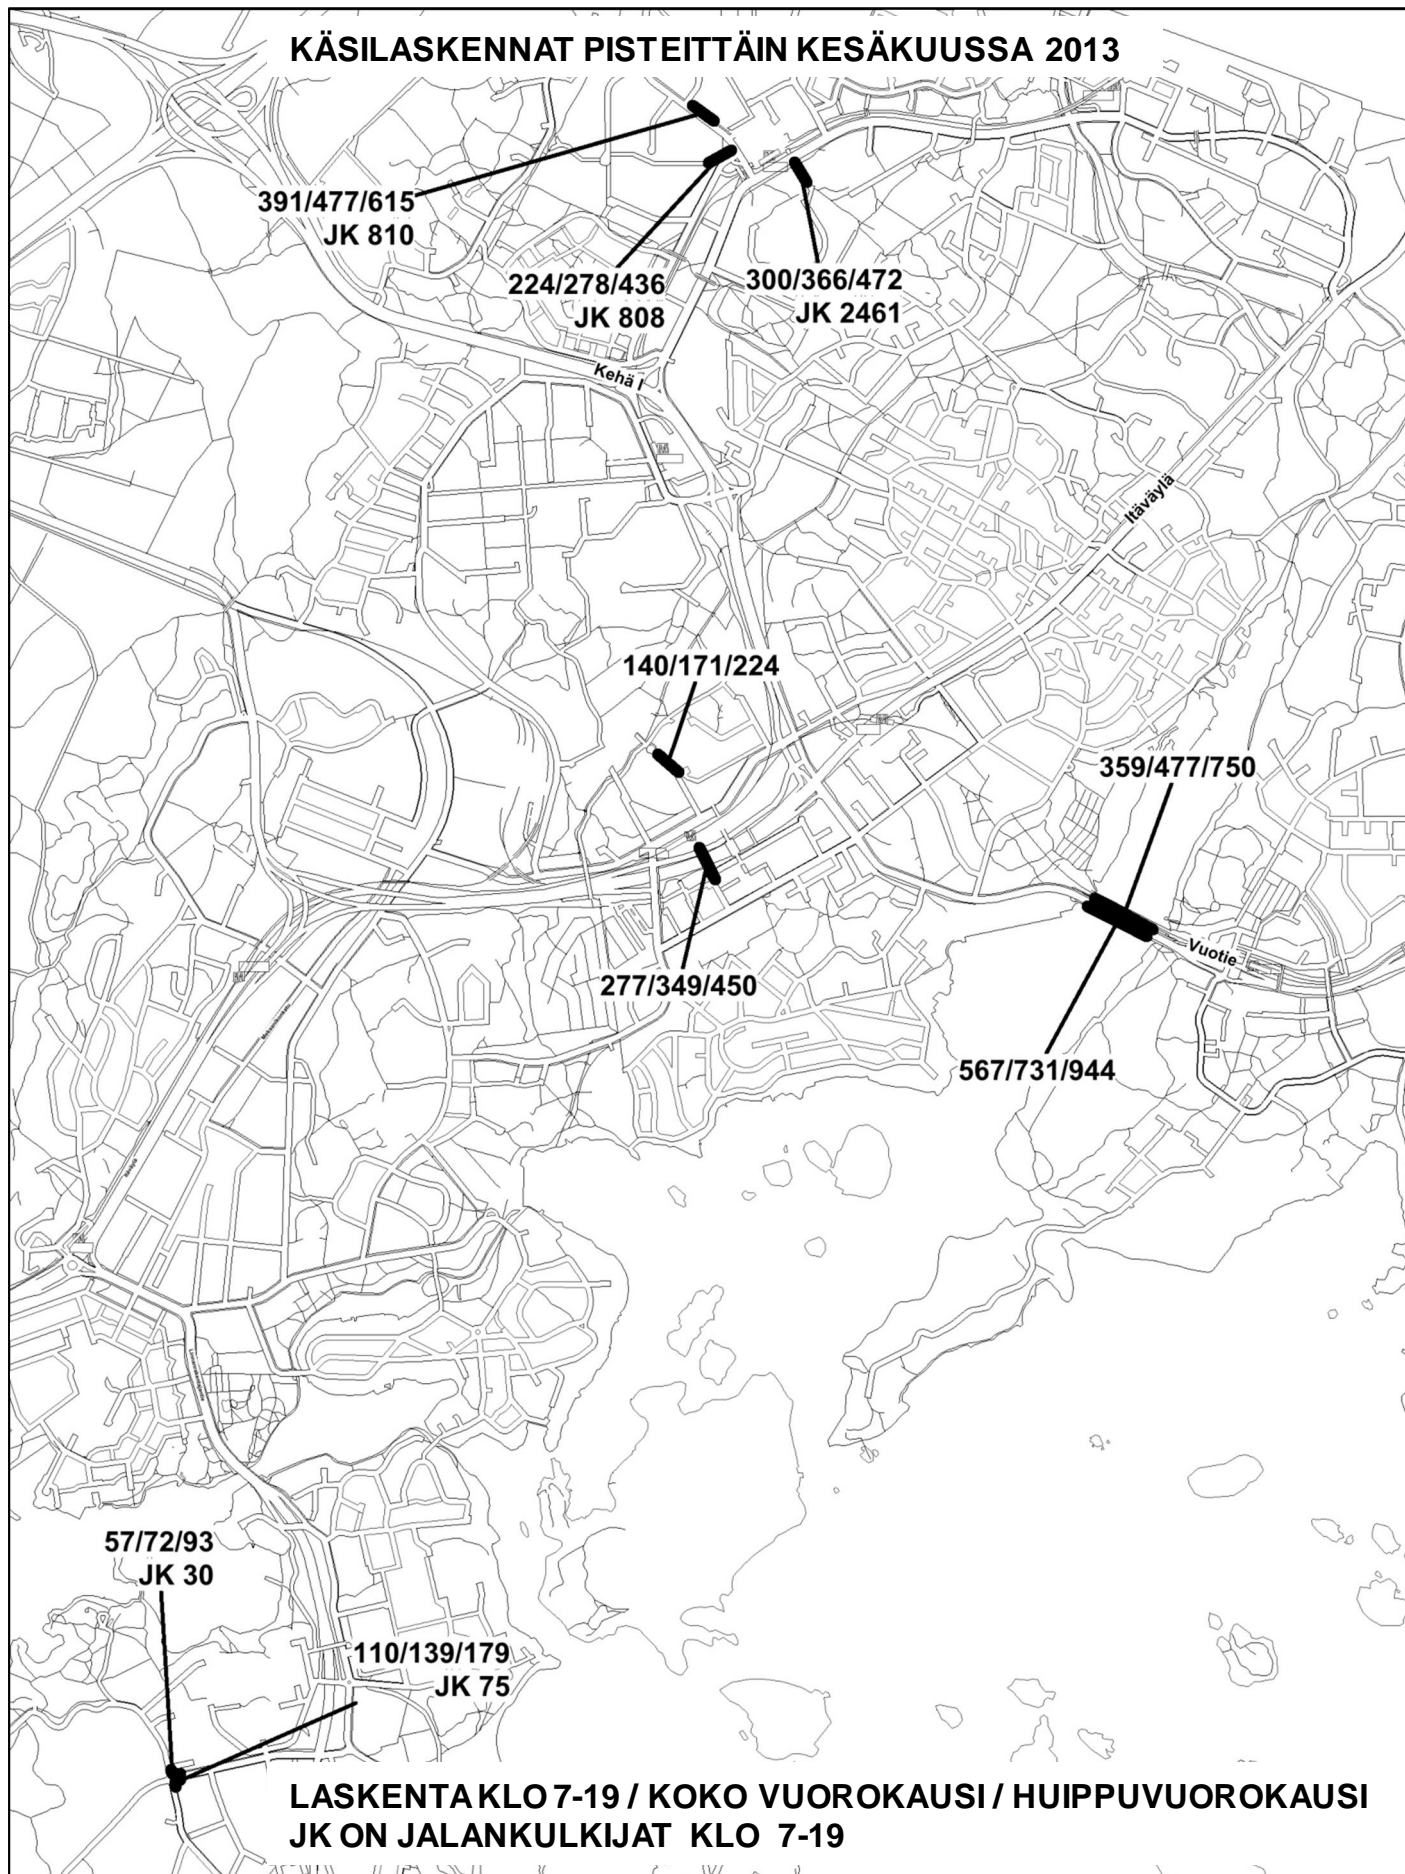 KÄSILASKENNAT PISTEITTÄIN KESÄKUUSSA 2013
391/477/615
JK 810
224/278/436
JK 808
300/366/472
JK 2461
Kehä I
Itäväylä
140/171/224
359/477/750
Vuotie
277/349/450
567/731/944
Itäväylä
57/72/93
JK 30
110/139/179
JK 75
LASKENTA KLO 7-19 / KOKO VUOROKAUSI / HUIPPUVUOROKAUSI
JK ON JALANKULKIJAT KLO 7-19